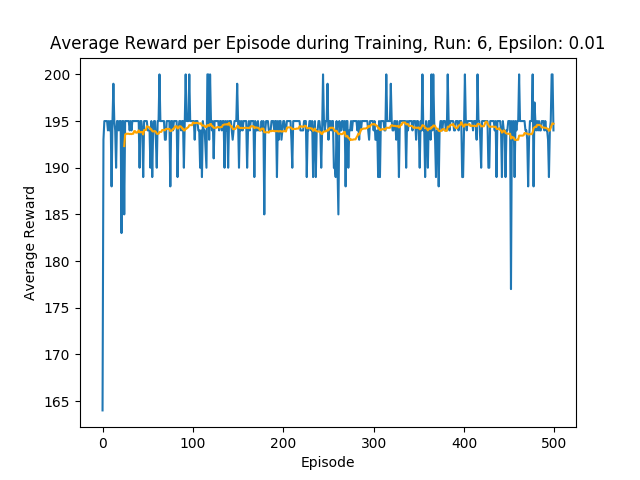 Average Reward per Episode during Training, Run: 6, Epsilon: 0.01
200
195
190
185
180
175
170
165
Average Reward
0 100 200 300 400 500
Episode